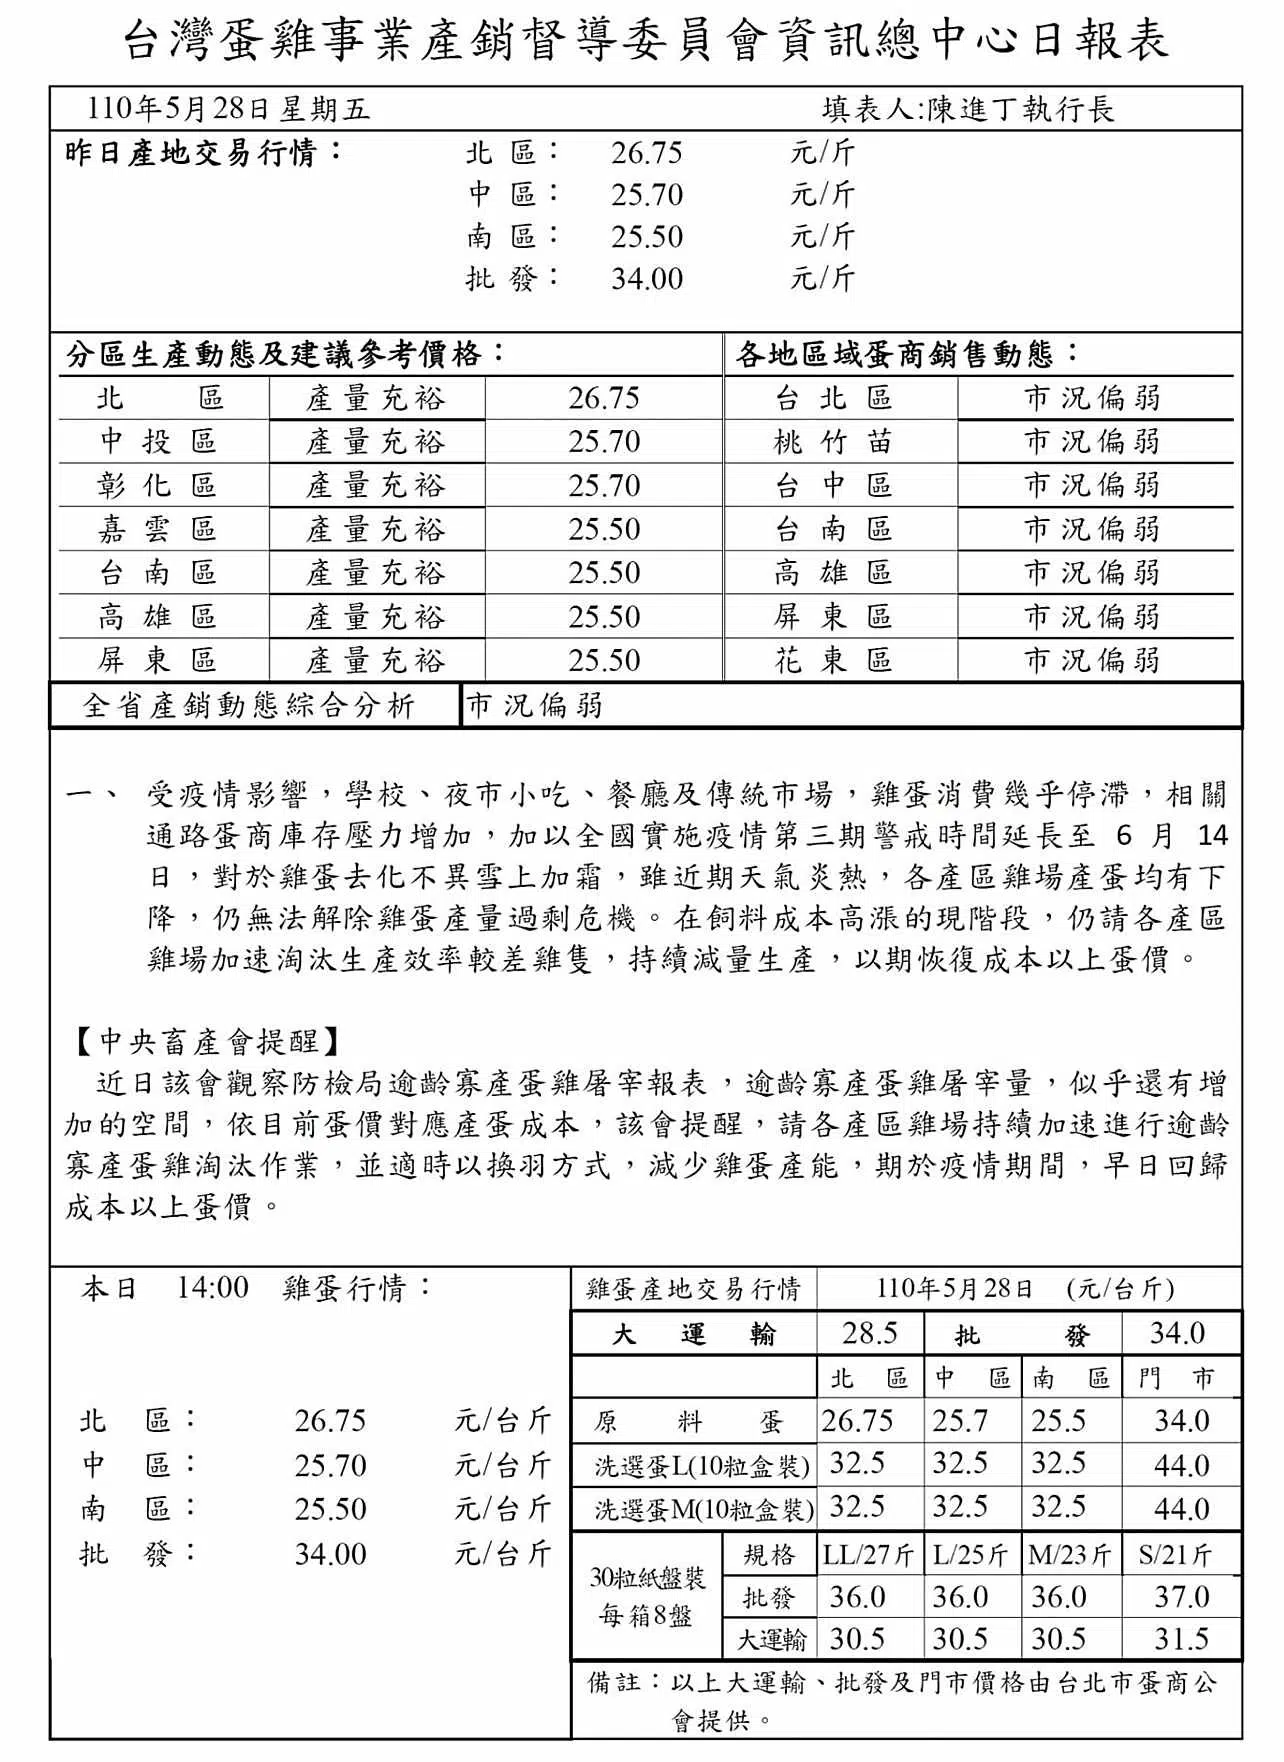 台灣蛋雞事業產銷督導委員會資訊總中心日報表
110年5月28日星期五 填表人:陳進丁執行長
昨日產地交易行情： 北 區： 26.75 元/斤
中 區： 25.70 元/斤
南 區： 25.50 元/斤
批 發： 34.00 元/斤
分區生產動態及建議參考價格： 各地區域蛋商銷售動態：
北 區 產量充裕 26.75 台北區 市況偏弱
中投區 產量充裕 25.70 桃竹苗 市況偏弱
彰化區 產量充裕 25.70 台中區 市況偏弱
嘉雲區 產量充裕 25.50 台南區 市況偏弱
台南區 產量充裕 25.50 高雄區 市況偏弱
高雄區 產量充裕 25.50 屏東區 市況偏弱
屏東區 產量充裕 25.50 花東區 市況偏弱
全省產銷動態綜合分析 市況偏弱
一、 受疫情影響，學校、夜市小吃、餐廳及傳統市場，雞蛋消費幾乎停滯，相關
通路蛋商庫存壓力增加，加以全國實施疫情第三期警戒時間延長至 6 月 14
日，對於雞蛋去化不異雪上加霜，雖近期天氣炎熱，各產區雞場產蛋均有下
降，仍無法解除雞蛋產量過剩危機。在飼料成本高漲的現階段，仍請各產區
雞場加速淘汰生產效率較差雞隻，持續減量生產，以期恢復成本以上蛋價。
【中央畜產會提醒】
近日該會觀察防檢局逾齡寡產蛋雞屠宰報表，逾齡寡產蛋雞屠宰量，似乎還有增
加的空間，依目前蛋價對應產蛋成本，該會提醒，請各產區雞場持續加速進行逾齡
寡產蛋雞淘汰作業，並適時以換羽方式，減少雞蛋產能，期於疫情期間，早日回歸
成本以上蛋價。
本日 14:00 雞蛋行情：
北 區： 26.75 元/台斤
中 區： 25.70 元/台斤
南 區： 25.50 元/台斤
批 發： 34.00 元/台斤
雞蛋產地交易行情 110年5月28日 (元/台斤)
大 運 輸 28.5 批 發 34.0
北 區 中 區 南 區 門 市
原 料 蛋 26.75 25.7 25.5 34.0
洗選蛋L(10粒盒裝) 32.5 32.5 32.5 44.0
洗選蛋M(10粒盒裝) 32.5 32.5 32.5 44.0
30粒紙盤裝
每箱8盤
規格 LL/27斤 L/25斤 M/23斤 S/21斤
批發 36.0 36.0 36.0 37.0
大運輸 30.5 30.5 30.5 31.5
備註：以上大運輸、批發及門市價格由台北市蛋商公
會提供。